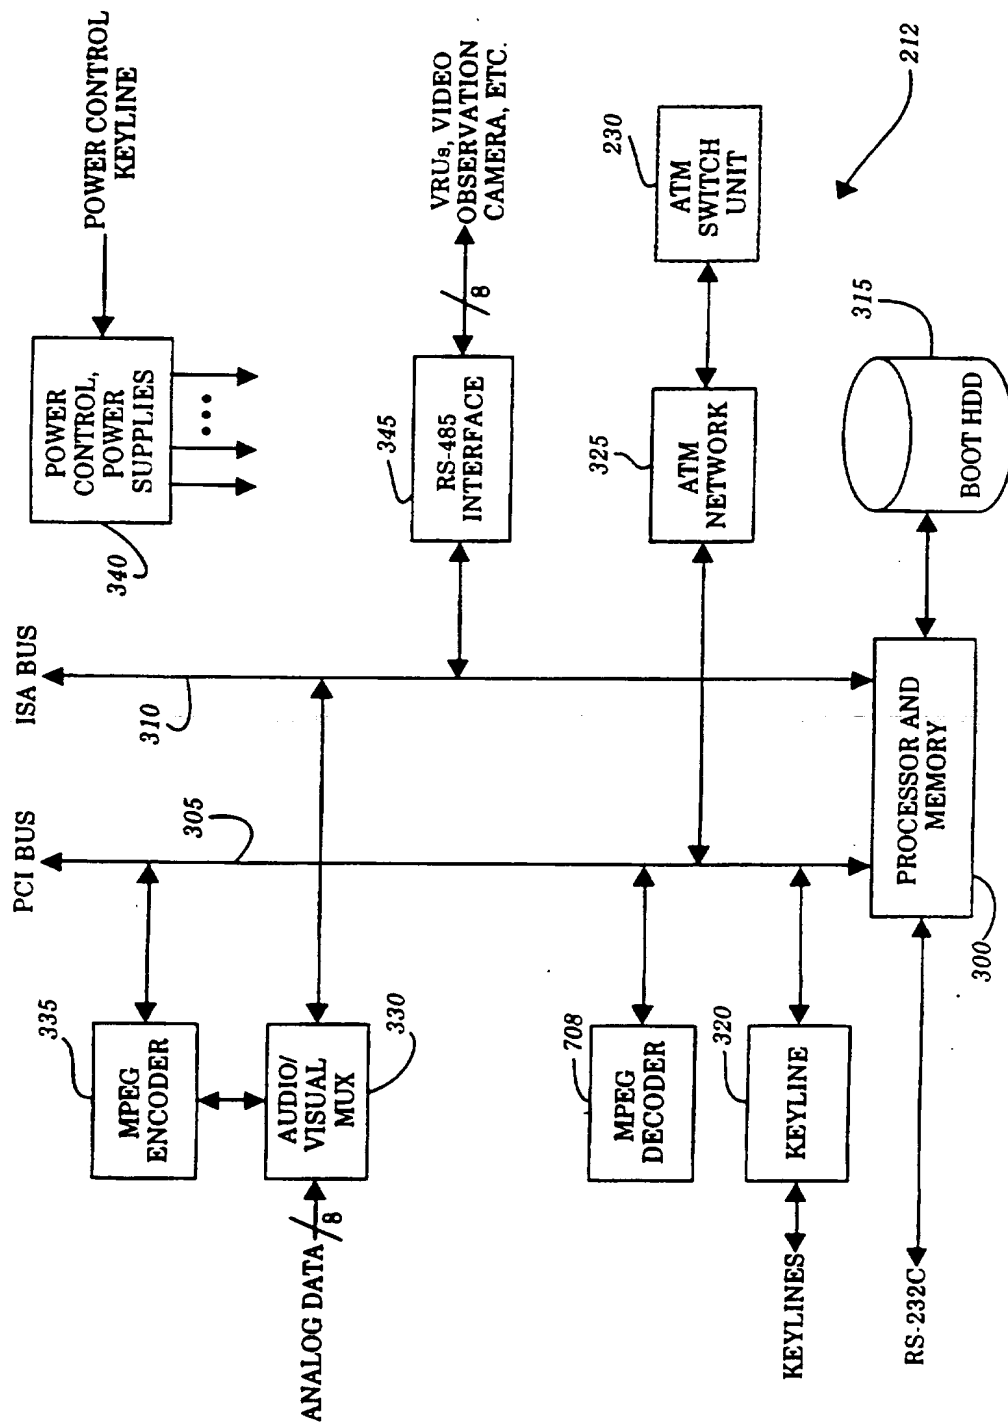 POWER CONTROL
KEYLINE
POWER
CONTROL,
POWER
SUPPLIES
340
VRUs, VIDEO
OBSERVATION
CAMERA, ETC.
8
RS-485
INTERFACE
345
230
ATM
SWITCH
UNIT
212
ATM
NETWORK
325
315
BOOT HDD
ISA BUS
310
PCI BUS
305
PROCESSOR AND
MEMORY
300
335
MPEG
ENCODER
AUDIO/
VISUAL
MUX
330
ANALOG DATA
8
708
MPEG
DECODER
320
KEYLINE
KEYLINES
RS-232C